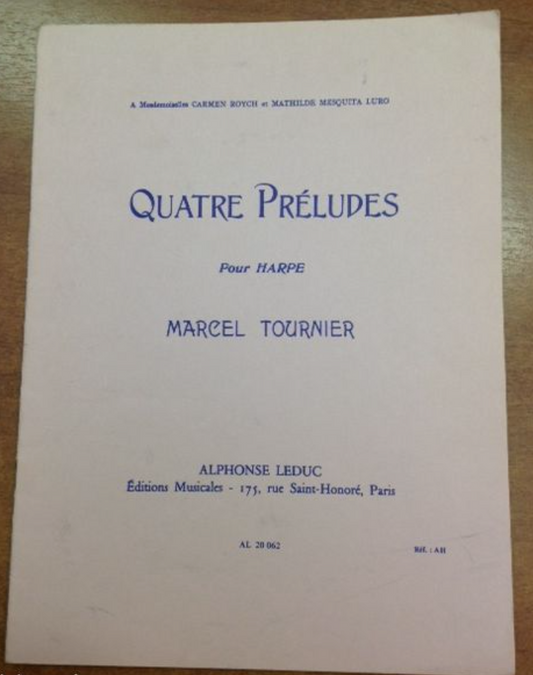 A Mesdemoiselles CARMEN ROYCH et MATHILDE MESQUITA LURO
QUATRE PRÉLUDES
Pour HARPE
MARCEL TOURNIER
ALPHONSE LEDUC
Éditions Musicales - 175, rue Saint-Honoré, Paris
AL 20 062
Réf. : AH